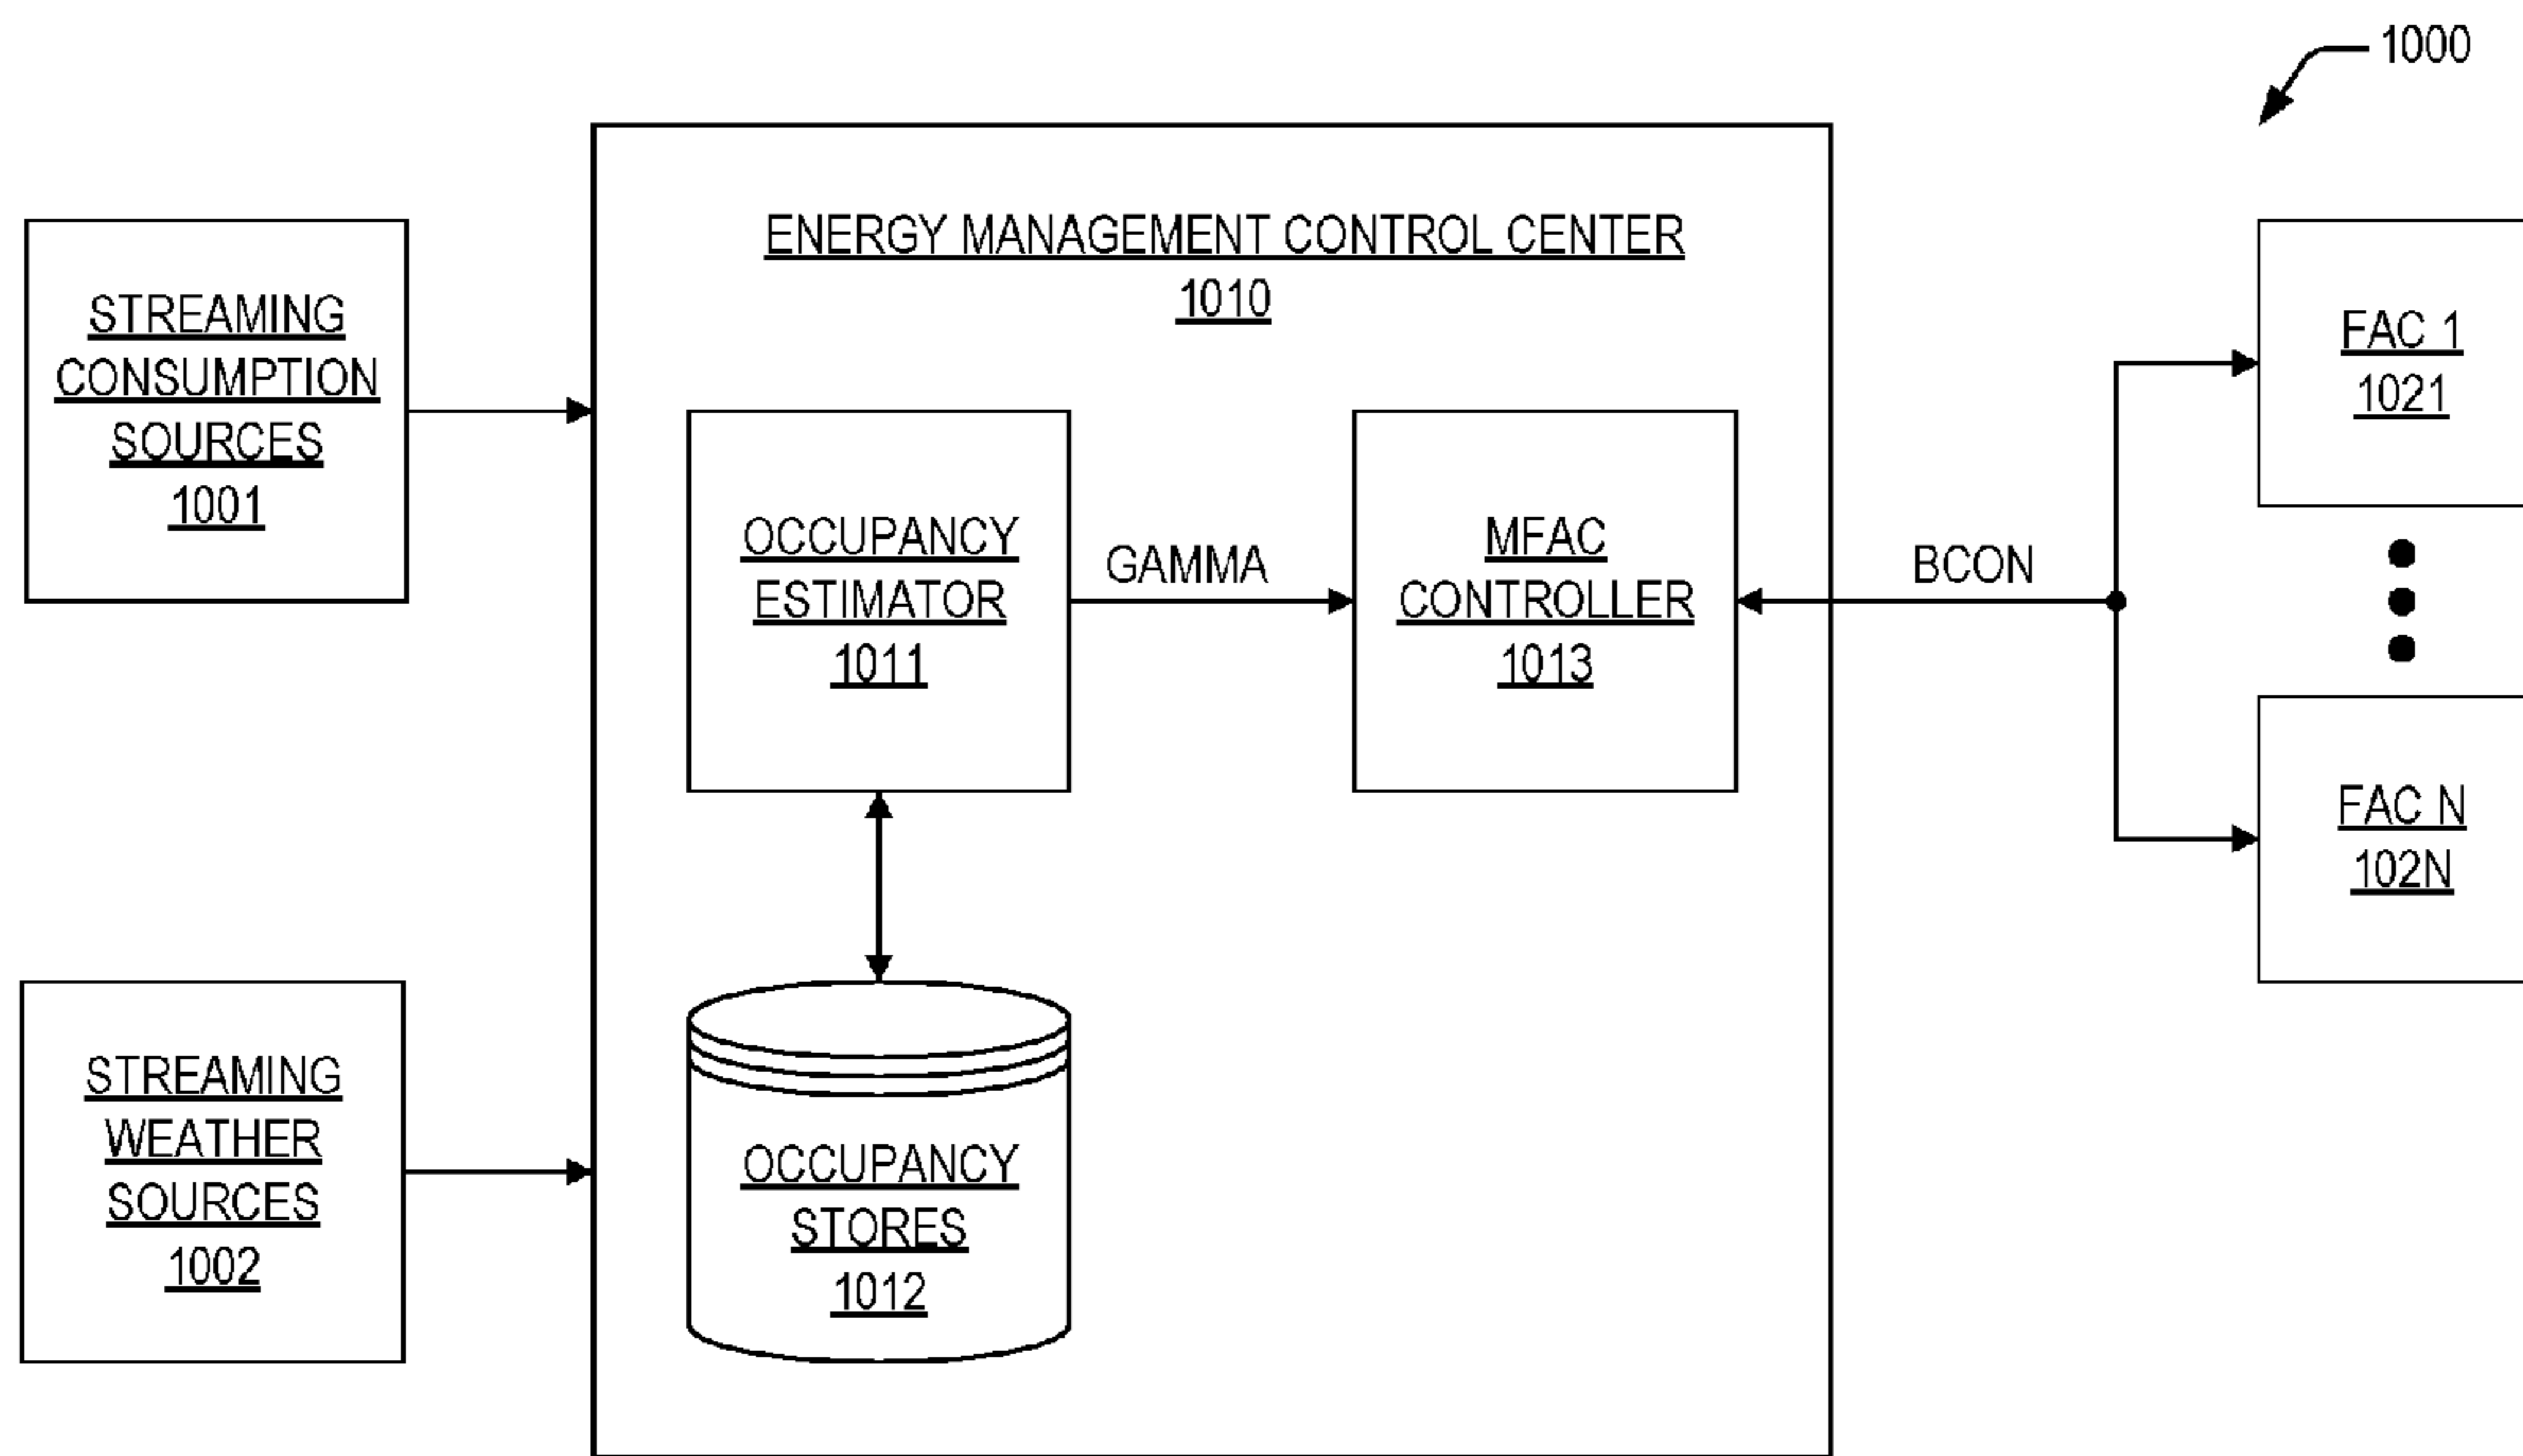 1000
STREAMING
CONSUMPTION
SOURCES
1001
STREAMING
WEATHER
SOURCES
1002
ENERGY MANAGEMENT CONTROL CENTER
1010
OCCUPANCY
ESTIMATOR
1011
GAMMA
MFAC
CONTROLLER
1013
OCCUPANCY
STORES
1012
BCON
FAC 1
1021
FAC N
102N